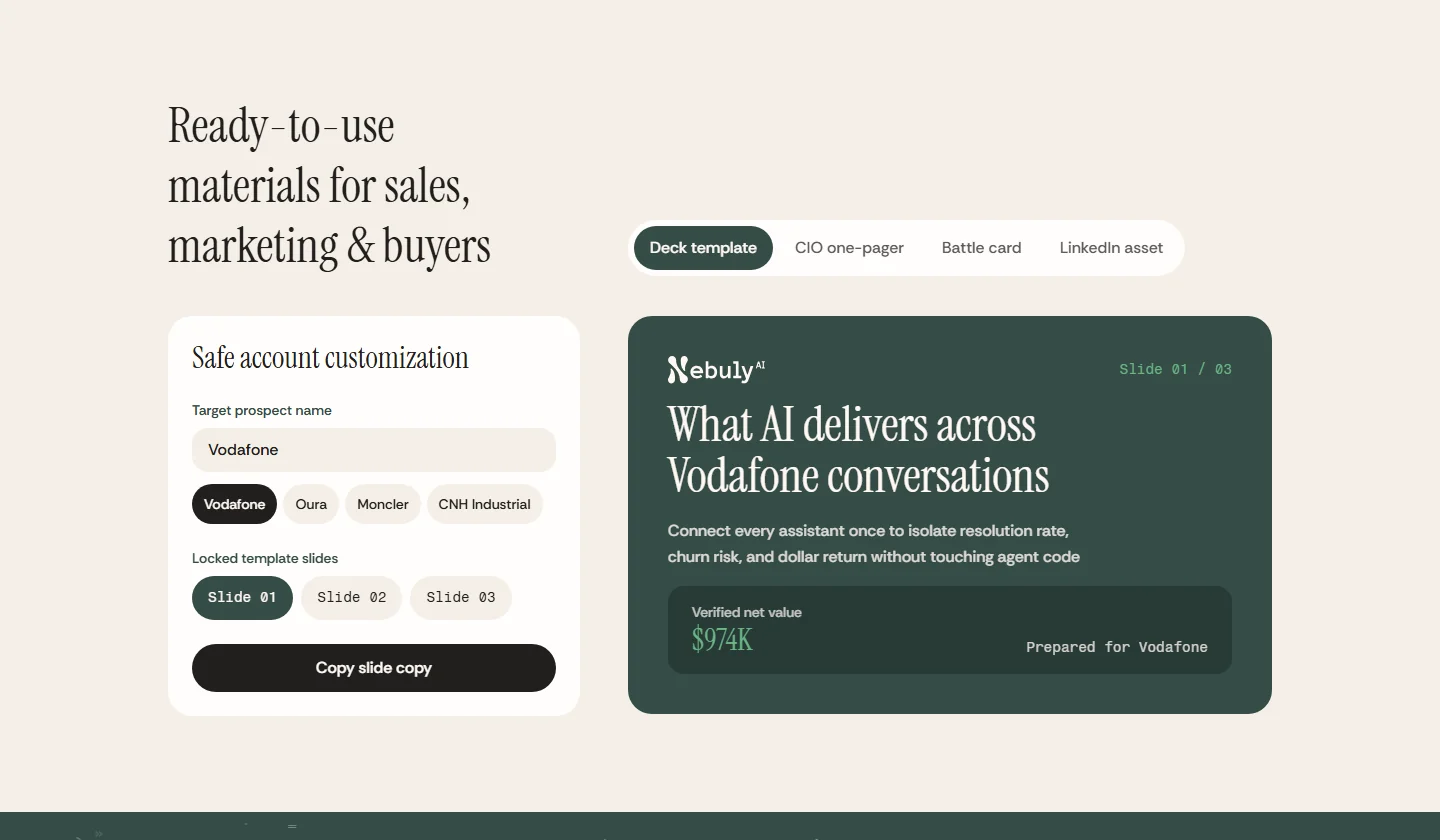 Ready-to-use
materials for sales,
marketing & buyers
Deck template
CIO one-pager
Battle card
LinkedIn asset
Safe account customization
Target prospect name
Vodafone
Vodafone
Oura
Moncler
CNH Industrial
Locked template slides
Slide 01
Slide 02
Slide 03
Copy slide copy
Nebuly AI
Slide 01 / 03
What AI delivers across
Vodafone conversations
Connect every assistant once to isolate resolution rate,
churn risk, and dollar return without touching agent code
Verified net value
$974K
Prepared for Vodafone